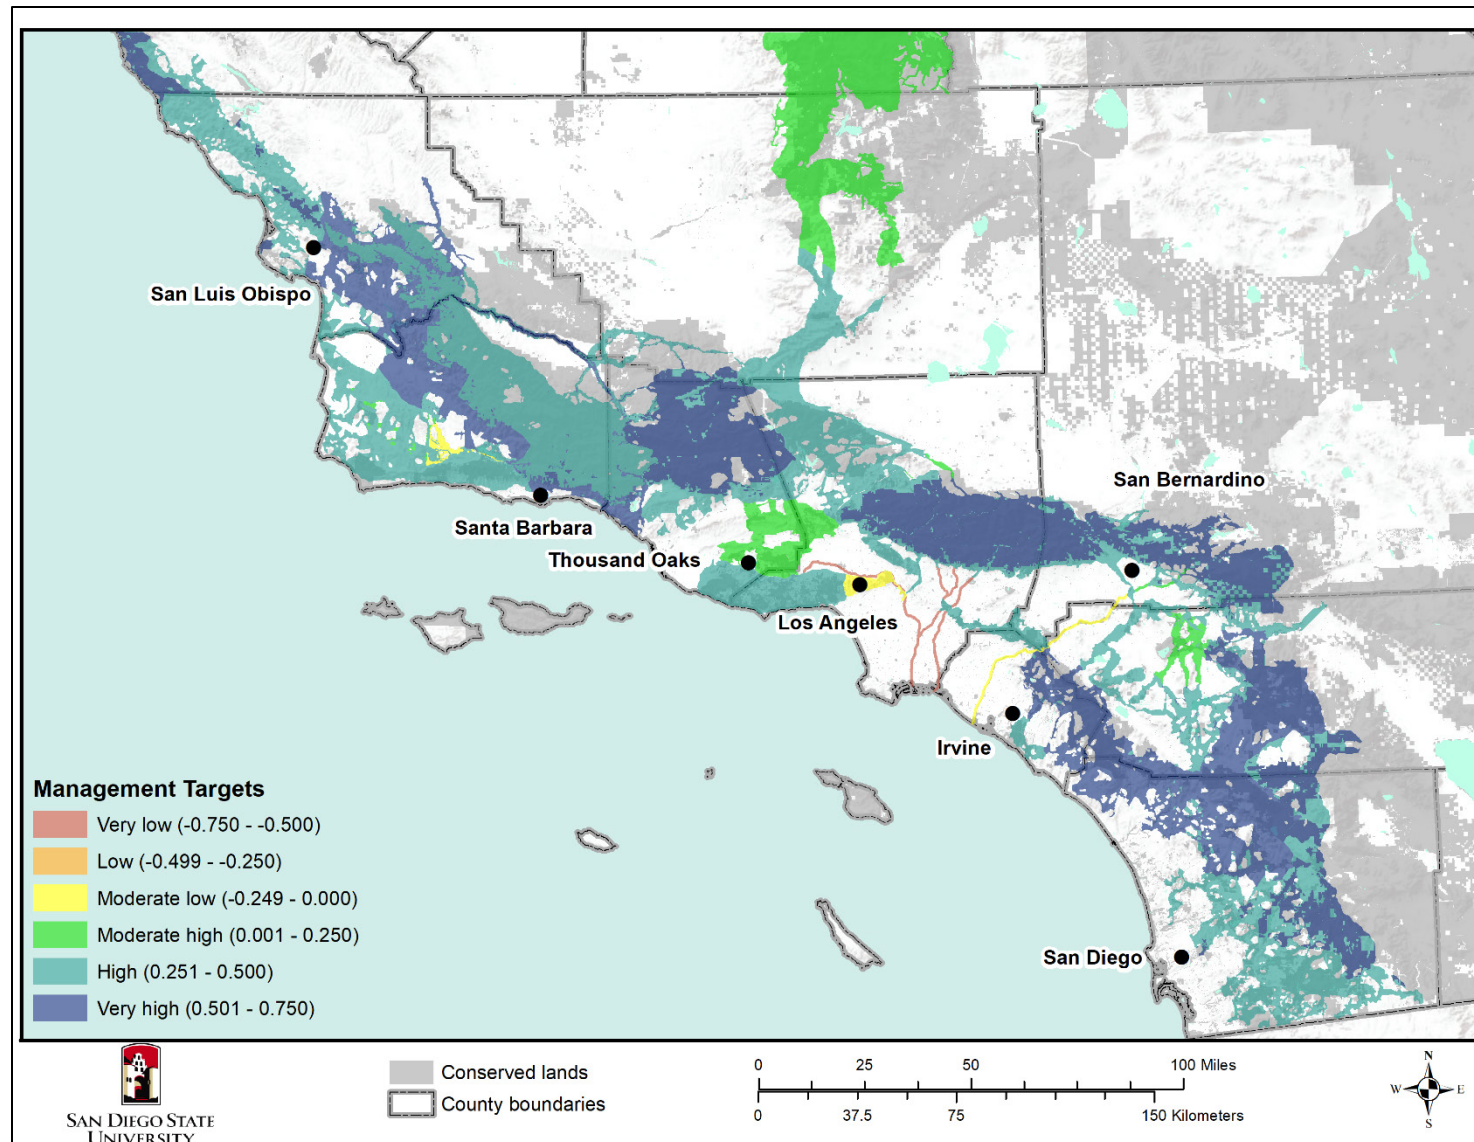 San Luis Obispo
San Bernardino
Santa Barbara
Thousand Oaks
Los Angeles
Irvine
San Diego
Management Targets
Very low (-0.750 - -0.500)
Low (-0.499 - -0.250)
Moderate low (-0.249 - 0.000)
Moderate high (0.001 - 0.250)
High (0.251 - 0.500)
Very high (0.501 - 0.750)
SAN DIEGO STATE
UNIVERSITY
Conserved lands
County boundaries
0 25 50 100 Miles
0 37.5 75 150 Kilometers
N
W E
S